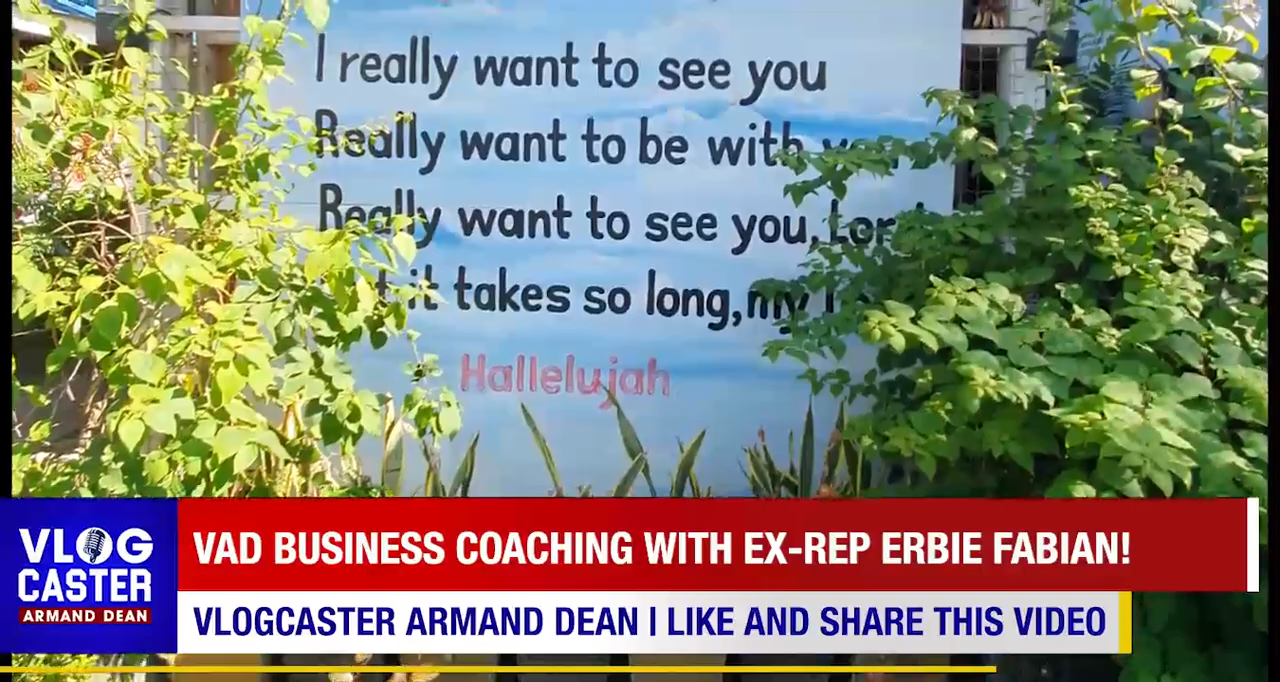 I really want to see you
Really want to be with
Really want to see you,
it takes so long, my
Hallelujah
VLOG
CASTER
ARMAND DEAN
VAD BUSINESS COACHING WITH EX-REP ERBIE FABIAN!
VLOGCASTER ARMAND DEAN | LIKE AND SHARE THIS VIDEO